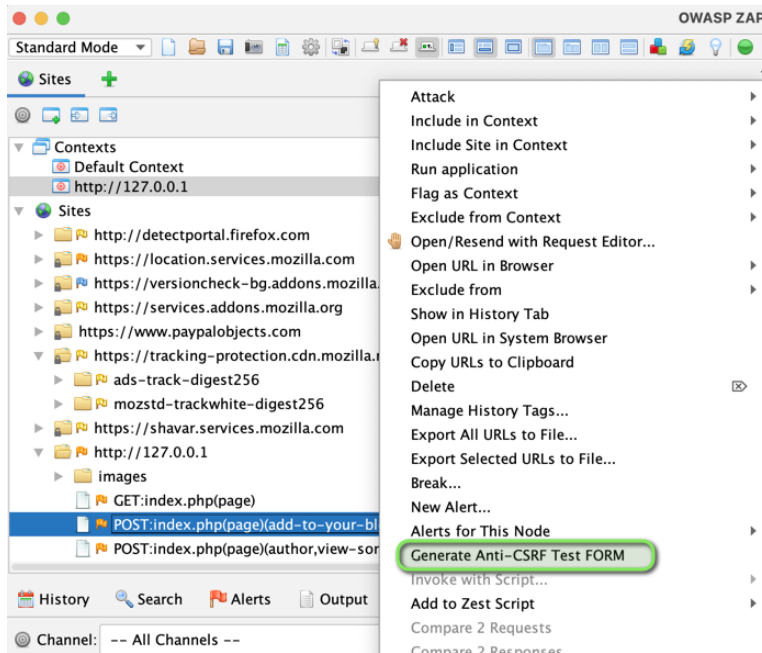 OWASP ZAP
Standard Mode
Sites
Contexts
Default Context
http://127.0.0.1
Sites
http://detectportal.firefox.com
https://location.services.mozilla.com
https://versioncheck-bg.addons.mozilla.
https://services.addons.mozilla.org
https://www.paypalobjects.com
https://tracking-protection.cdn.mozilla.
ads-track-digest256
mozstd-trackwhite-digest256
https://shavar.services.mozilla.com
http://127.0.0.1
images
GET:index.php(page)
POST:index.php(page)(add-to-your-bl
POST:index.php(page)(author,view-so
History Search Alerts Output
Channel: -- All Channels --
Attack
Include in Context
Include Site in Context
Run application
Flag as Context
Exclude from Context
Open/Resend with Request Editor...
Open URL in Browser
Exclude from
Show in History Tab
Open URL in System Browser
Copy URLs to Clipboard
Delete
Manage History Tags...
Export All URLs to File...
Export Selected URLs to File...
Break...
New Alert...
Alerts for This Node
Generate Anti-CSRF Test FORM
Invoke with Script...
Add to Zest Script
Compare 2 Requests
Compare 2 Responses